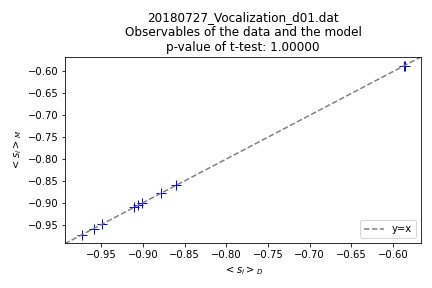 20180727_Vocalization_d01.dat
Observables of the data and the model
p-value of t-test: 1.00000
−0.60
−0.65
−0.70
−0.75
−0.80
−0.85
−0.90
−0.95
< s_i >_M
y=x
−0.95
−0.90
−0.85
−0.80
−0.75
−0.70
−0.65
−0.60
< s_i >_D